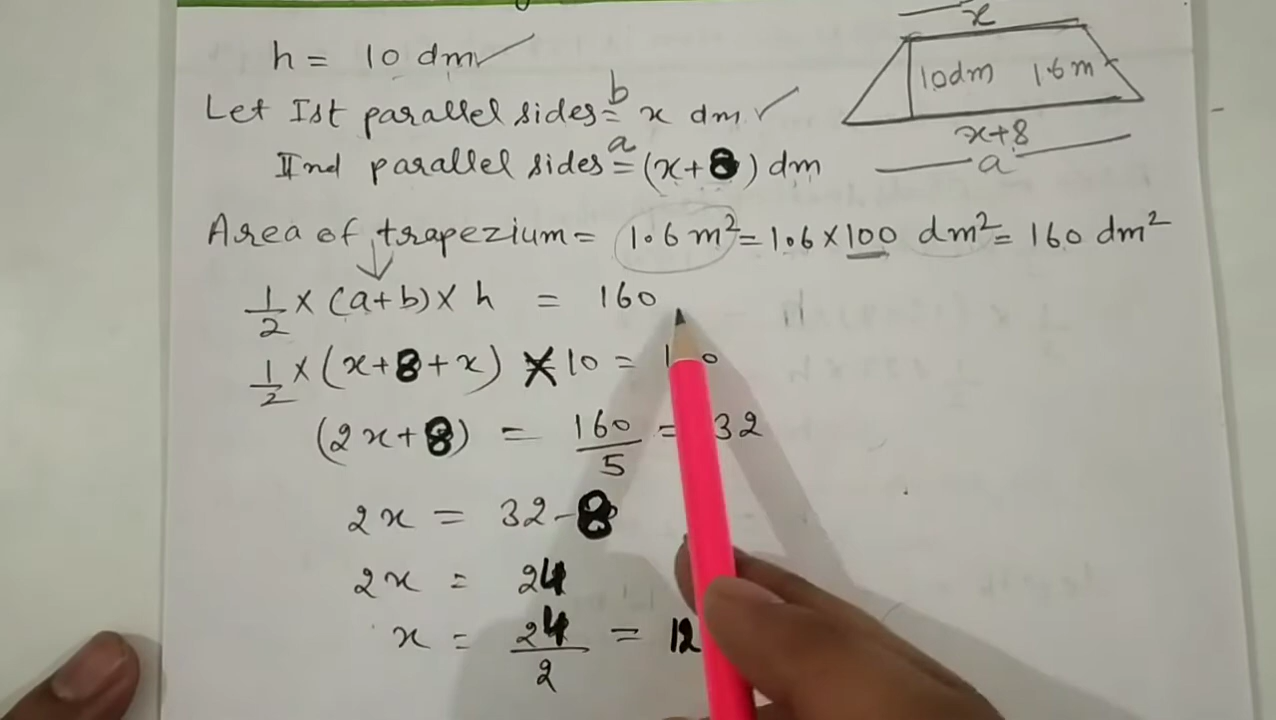 h = 10 dm ✓
Let Ist parallel sides = x dm ✓
b
IInd parallel sides = (x+8) dm
a
x
10dm 1.6m
x+8
a
Area of trapezium = 1.6 m² = 1.6 × 100 dm² = 160 dm²
1/2 × (a+b) × h = 160
1/2 × (x+8+x) × 10 =
(2x+8) = 160/5 = 32
2x = 32-8
2x = 24
x = 24/2 = 12